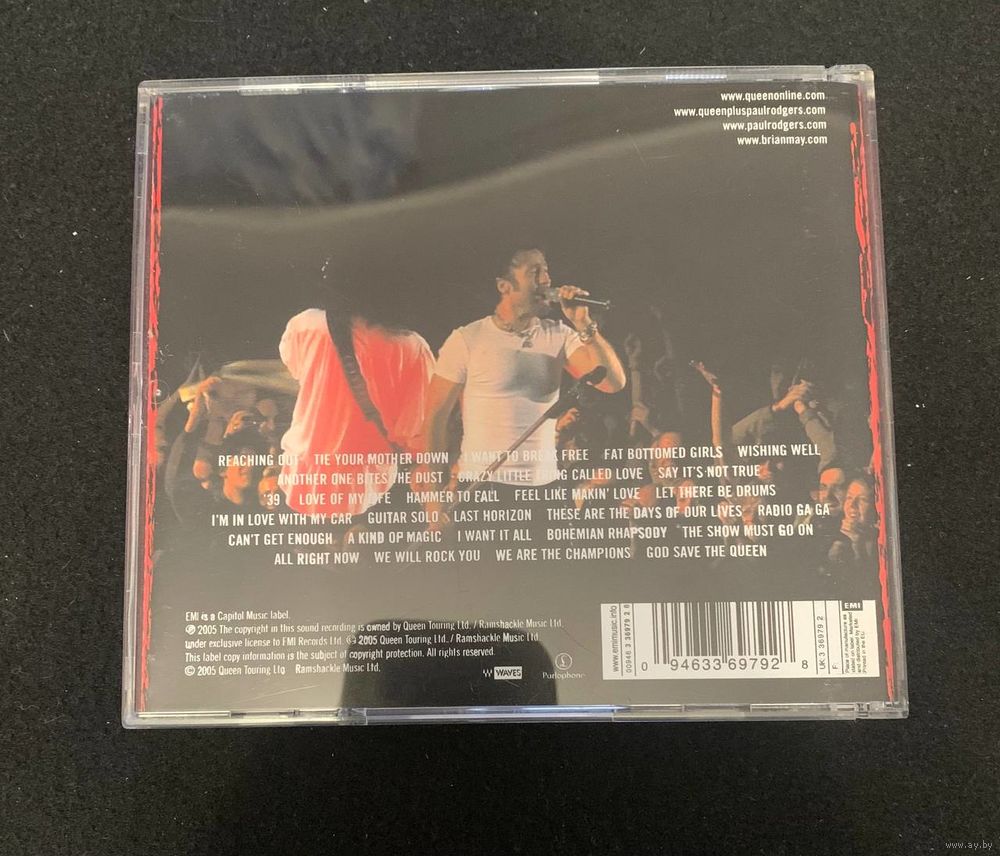 www.queenonline.com
www.queenpluspaulrodgers.com
www.paulrodgers.com
www.brianmay.com
REACHING OUT TIE YOUR MOTHER DOWN I WANT TO BREAK FREE FAT BOTTOMED GIRLS WISHING WELL
ANOTHER ONE BITES THE DUST CRAZY LITTLE THING CALLED LOVE SAY IT'S NOT TRUE
'39 LOVE OF MY LIFE HAMMER TO FALL FEEL LIKE MAKIN' LOVE LET THERE BE DRUMS
I'M IN LOVE WITH MY CAR GUITAR SOLO LAST HORIZON THESE ARE THE DAYS OF OUR LIVES RADIO GA GA
CAN'T GET ENOUGH A KIND OF MAGIC I WANT IT ALL BOHEMIAN RHAPSODY THE SHOW MUST GO ON
ALL RIGHT NOW WE WILL ROCK YOU WE ARE THE CHAMPIONS GOD SAVE THE QUEEN
EMI is a Capitol Music label.
℗ 2005 The copyright in this sound recording is owned by Queen Touring Ltd. / Ramshackle Music Ltd.
under exclusive license to EMI Records Ltd. © 2005 Queen Touring Ltd. / Ramshackle Music Ltd.
This label copy information is the subject of copyright protection. All rights reserved.
© 2005 Queen Touring Ltd. Ramshackle Music Ltd.
WAVES
Parlophone
www.emimusic.info
00946 3 36979 2 8
0 94633 69792 8
UK 3 36979 2
F:
EMI
Printed in the EU.
www.ay.by